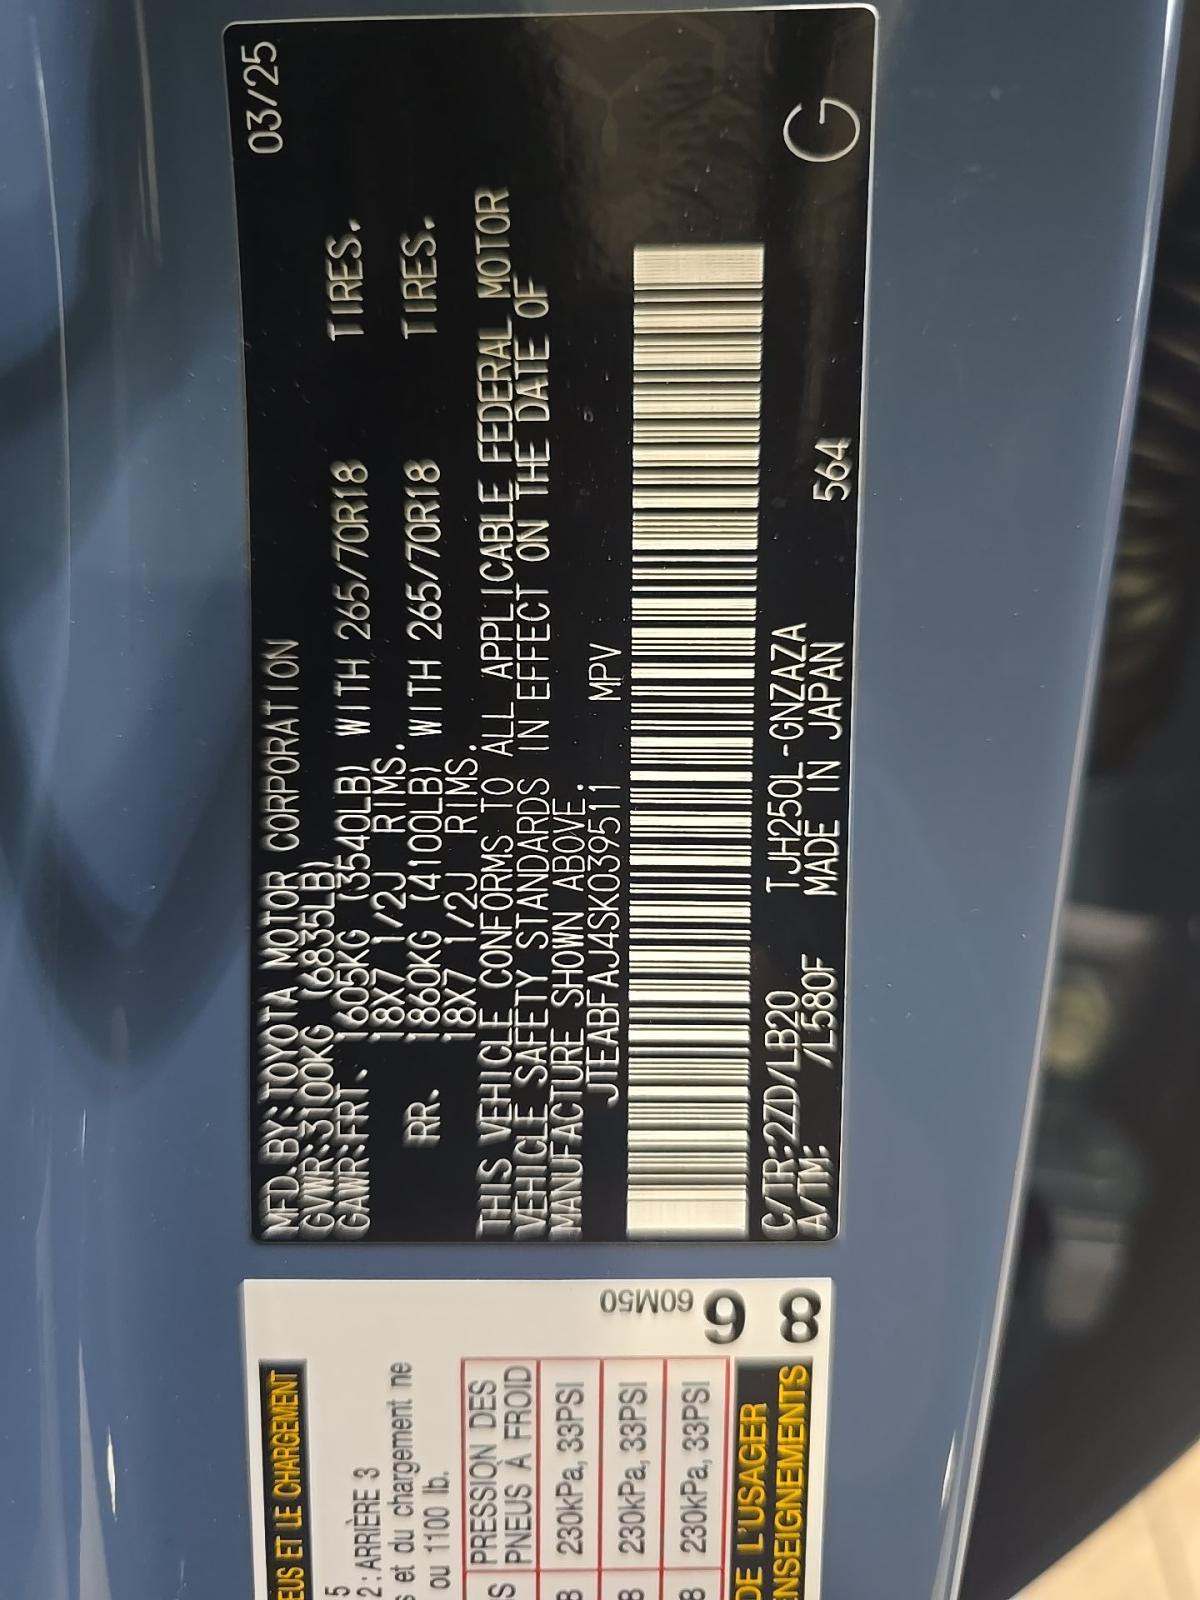 03/25
MFD. BY: TOYOTA MOTOR CORPORATION
GVWR: 3100KG (6835LB)
GAWR: FRT. 1605KG (3540LB) WITH 265/70R18 TIRES.
18X7 1/2J RIMS.
RR. 1860KG (4100LB) WITH 265/70R18 TIRES.
18X7 1/2J RIMS.
THIS VEHICLE CONFORMS TO ALL APPLICABLE FEDERAL MOTOR
VEHICLE SAFETY STANDARDS IN EFFECT ON THE DATE OF
MANUFACTURE SHOWN ABOVE.
JTEABFAJ4SK039511 MPV
C/TR: 2ZD/LB20 TJH250L-GNZAZA
A/TM: /L580F MADE IN JAPAN 564 G
EUS ET LE CHARGEMENT
5
2: ARRIÈRE 3
s et du chargement ne
ou 1100 lb.
S PRESSION DES
PNEUS À FROID
8 230kPa, 33PSI
8 230kPa, 33PSI
8 230kPa, 33PSI
DE L'USAGER
NSEIGNEMENTS
60M50
6
8